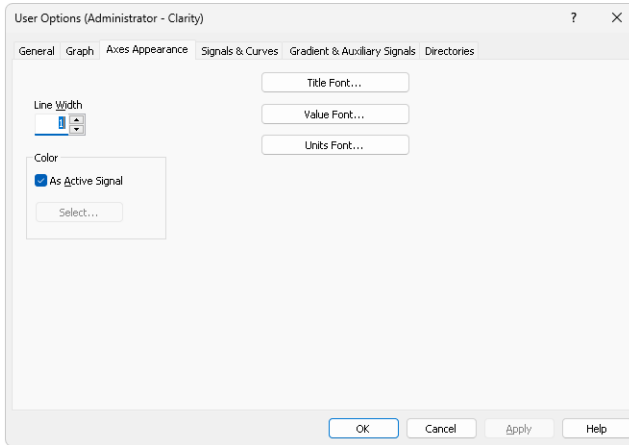 User Options (Administrator - Clarity)
General Graph Axes Appearance Signals & Curves Gradient & Auxiliary Signals Directories
Title Font...
Line Width
1
Value Font...
Units Font...
Color
As Active Signal
Select...
OK Cancel Apply Help